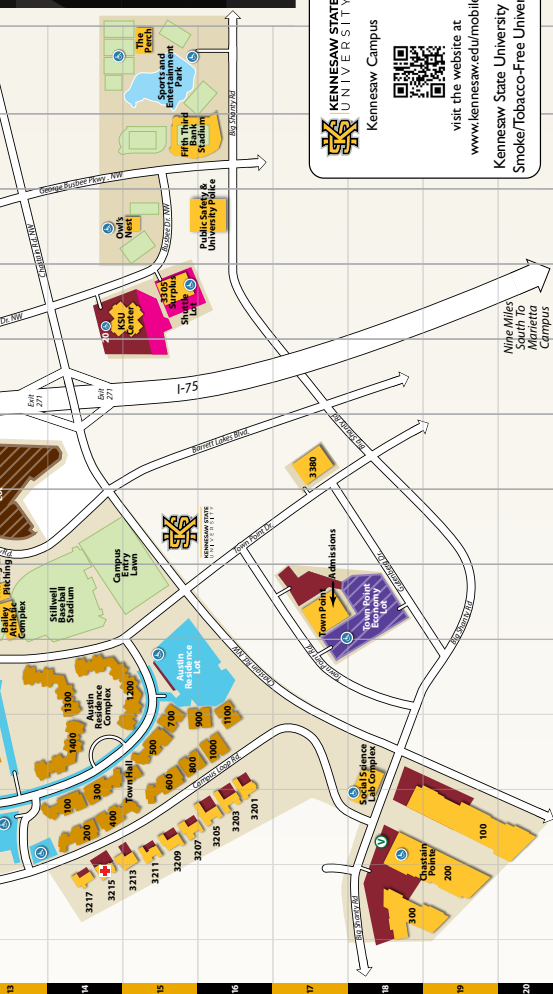 KENNESAW STATE
UNIVERSITY
Kennesaw Campus
visit the website at
www.kennesaw.edu/mobile
Kennesaw State University
Smoke/Tobacco-Free Univer
The
Perch
Sports and
Entertainment
Park
Fifth Third
Bank
Stadium
Big Shanty Rd
George Busbee Pkwy . NW
Chastain Rd. NW
Owl's
Nest
Busbee Dr. NW
Public Safety &
University Police
Dr. NW
20
KSU
Center
3305
Surplus
Shuttle
Lot
Nine Miles
South To
Marietta
Campus
I-75
Exit
271
Exit
271
Barrett Lakes Blvd.
Big Shanty Rd
3380
KENNESAW STATE
UNIVERSITY
Town Point Dr.
Campus
Entry
Lawn
Stillwell
Baseball
Stadium
Pitching
Bailey
Athletic
Complex
Admissions
Town Point
Town Point
Economy
Lot
Town Point Rd.
Big Shanty Rd
Chastain Rd. NW
Austin
Residence
Lot
Austin
Residence
Complex
1300
1200
1400
100
300
Town Hall
500
700
900
1100
200
400
600
800
1000
Campus Loop Rd
3217
3215
3213
3211
3209
3207
3205
3203
3201
Social Science
Lab Complex
V
Chastain
Pointe
100
200
300
Big Shanty Rd
13
14
15
16
17
18
19
20